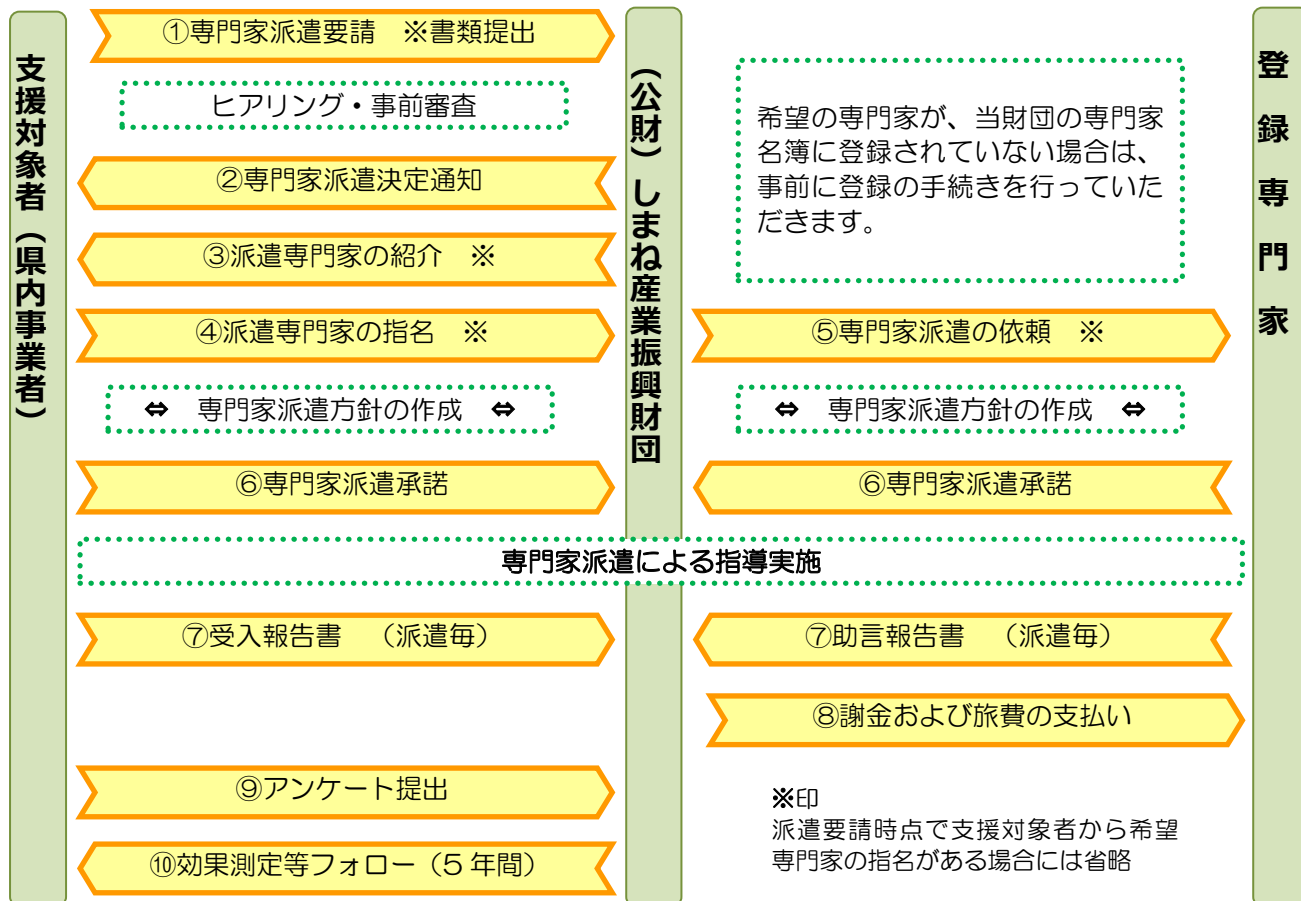 支援対象者（県内事業者）
①専門家派遣要請　※書類提出
ヒアリング・事前審査
②専門家派遣決定通知
③派遣専門家の紹介　※
④派遣専門家の指名　※
⇔　専門家派遣方針の作成　⇔
⑥専門家派遣承諾
（公財）しまね産業振興財団
希望の専門家が、当財団の専門家
名簿に登録されていない場合は、
事前に登録の手続きを行っていた
だきます。
⑤専門家派遣の依頼　※
⇔　専門家派遣方針の作成　⇔
⑥専門家派遣承諾
登録専門家
専門家派遣による指導実施
⑦受入報告書　（派遣毎）
⑦助言報告書　（派遣毎）
⑧謝金および旅費の支払い
⑨アンケート提出
⑩効果測定等フォロー（5 年間）
※印
派遣要請時点で支援対象者から希望
専門家の指名がある場合には省略